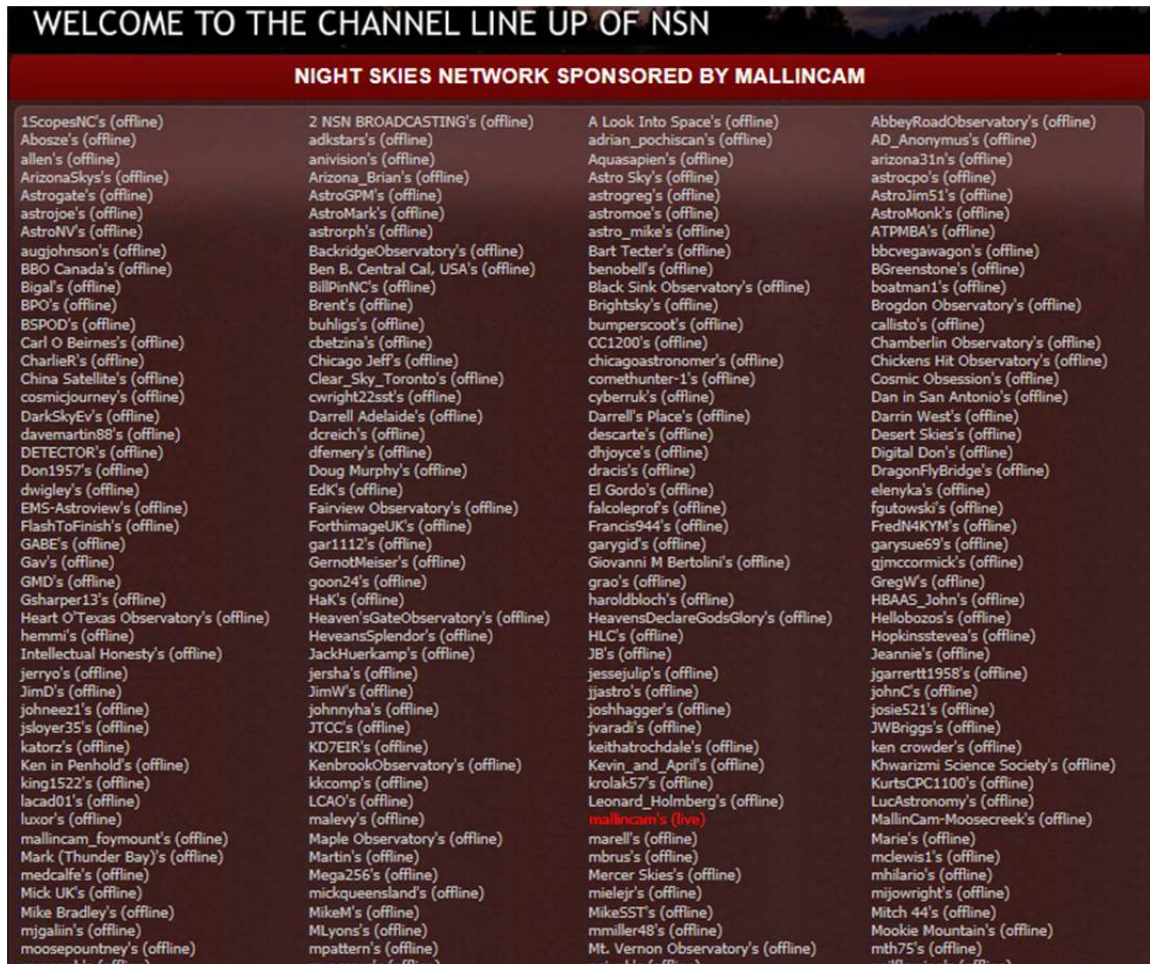 WELCOME TO THE CHANNEL LINE UP OF NSN
NIGHT SKIES NETWORK SPONSORED BY MALLINCAM
1ScopesNC's (offline) 2 NSN BROADCASTING's (offline) A Look Into Space's (offline) AbbeyRoadObservatory's (offline)
Abosze's (offline) adkstars's (offline) adrian_pochiscan's (offline) AD_Anonymus's (offline)
allen's (offline) anivision's (offline) Aquasapien's (offline) arizona31n's (offline)
ArizonaSkys's (offline) Arizona_Brian's (offline) Astro Sky's (offline) astrocpo's (offline)
Astrogate's (offline) AstroGPM's (offline) astrogreg's (offline) AstroJim51's (offline)
astrojoe's (offline) AstroMark's (offline) astromoe's (offline) AstroMonk's (offline)
AstroNV's (offline) astrorph's (offline) astro_mike's (offline) ATPMBA's (offline)
augjohnson's (offline) BackridgeObservatory's (offline) Bart Tecter's (offline) bbcvegawagon's (offline)
BBO Canada's (offline) Ben B. Central Cal, USA's (offline) benobell's (offline) BGreenstone's (offline)
Bigal's (offline) BillPinNC's (offline) Black Sink Observatory's (offline) boatman1's (offline)
BPO's (offline) Brent's (offline) Brightsky's (offline) Brogdon Observatory's (offline)
BSPOD's (offline) buhligs's (offline) bumperscoot's (offline) callisto's (offline)
Carl O Beirnes's (offline) cbetzina's (offline) CC1200's (offline) Chamberlin Observatory's (offline)
CharlieR's (offline) Chicago Jeff's (offline) chicagoastronomer's (offline) Chickens Hit Observatory's (offline)
China Satellite's (offline) Clear_Sky_Toronto's (offline) comethunter-1's (offline) Cosmic Obsession's (offline)
cosmicjourney's (offline) cwright22sst's (offline) cyberruk's (offline) Dan in San Antonio's (offline)
DarkSkyEv's (offline) Darrell Adelaide's (offline) Darrell's Place's (offline) Darrin West's (offline)
davemartin88's (offline) dcreich's (offline) descarte's (offline) Desert Skies's (offline)
DETECTOR's (offline) dfemery's (offline) dhjoyce's (offline) Digital Don's (offline)
Don1957's (offline) Doug Murphy's (offline) dracis's (offline) DragonFlyBridge's (offline)
dwigley's (offline) EdK's (offline) El Gordo's (offline) elenyka's (offline)
EMS-Astroview's (offline) Fairview Observatory's (offline) falcoleprof's (offline) fgutowski's (offline)
FlashToFinish's (offline) ForthimageUK's (offline) Francis944's (offline) FredN4KYM's (offline)
GABE's (offline) gar1112's (offline) garygid's (offline) garysue69's (offline)
Gav's (offline) GernotMeiser's (offline) Giovanni M Bertolini's (offline) gjmccormick's (offline)
GMD's (offline) goon24's (offline) grao's (offline) GregW's (offline)
Gsharper13's (offline) HaK's (offline) haroldbloch's (offline) HBAAS_John's (offline)
Heart O'Texas Observatory's (offline) Heaven'sGateObservatory's (offline) HeavensDeclareGodsGlory's (offline) Hellobozos's (offline)
hemmi's (offline) HeveansSplendor's (offline) HLC's (offline) Hopkinsstevea's (offline)
Intellectual Honesty's (offline) JackHuerkamp's (offline) JB's (offline) Jeannie's (offline)
jerryo's (offline) jersha's (offline) jessejulip's (offline) jgarrertt1958's (offline)
JimD's (offline) JimW's (offline) jjastro's (offline) johnC's (offline)
johneez1's (offline) johnnyha's (offline) joshhagger's (offline) josie521's (offline)
jsloyer35's (offline) JTCC's (offline) jvaradi's (offline) JWBriggs's (offline)
katorz's (offline) KD7EIR's (offline) keithatrochdale's (offline) ken crowder's (offline)
Ken in Penhold's (offline) KenbrookObservatory's (offline) Kevin_and_April's (offline) Khwarizmi Science Society's (offline)
king1522's (offline) kkcomp's (offline) krolak57's (offline) KurtsCPC1100's (offline)
lacad01's (offline) LCAO's (offline) Leonard_Holmberg's (offline) LucAstronomy's (offline)
luxor's (offline) malevy's (offline) mallincam's (live) MallinCam-Moosecreek's (offline)
mallincam_foymount's (offline) Maple Observatory's (offline) marell's (offline) Marie's (offline)
Mark (Thunder Bay)'s (offline) Martin's (offline) mbrus's (offline) mclewis1's (offline)
medcalfe's (offline) Mega256's (offline) Mercer Skies's (offline) mhilario's (offline)
Mick UK's (offline) mickqueensland's (offline) mielejr's (offline) mijowright's (offline)
Mike Bradley's (offline) MikeM's (offline) MikeSST's (offline) Mitch 44's (offline)
mjgaliin's (offline) MLyons's (offline) mmiller48's (offline) Mookie Mountain's (offline)
moosepountney's (offline) mpattern's (offline) Mt. Vernon Observatory's (offline) mth75's (offline)